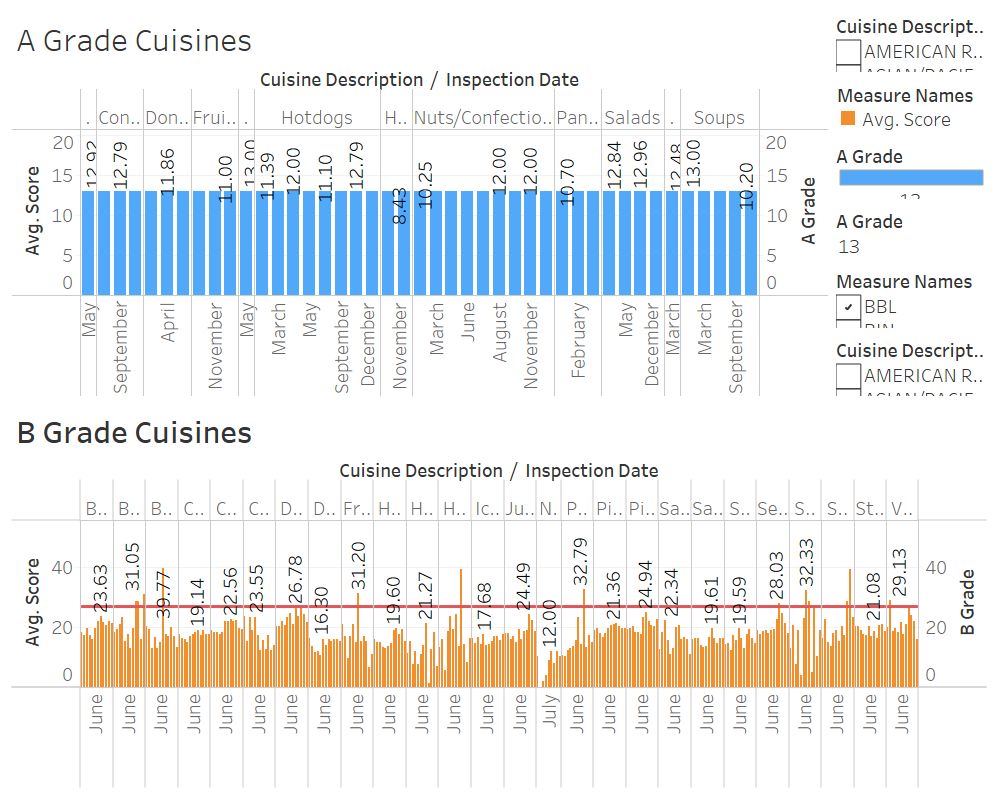 A Grade Cuisines
Cuisine Description / Inspection Date
. Con.. Don.. Frui.. . Hotdogs H.. Nuts/Confectio.. Pan.. Salads . Soups
20 20
15 15
10 10
5 5
0 0
Avg. Score
A Grade
12.92 12.79 11.86 11.00 13.00 11.39 12.00 11.10 12.79 8.43 10.25 12.00 12.00 10.70 12.84 12.96 12.48 13.00 10.20
May September April November May March May September December November March June August November February May December March March September
Cuisine Descript..
AMERICAN R..
Measure Names
Avg. Score
A Grade
A Grade
13
Measure Names
BBL
Cuisine Descript..
AMERICAN R..
B Grade Cuisines
Cuisine Description / Inspection Date
B.. B.. B.. C.. C.. C.. D.. D.. Fr.. H.. H.. H.. Ic.. Ju.. N. P.. Pi.. Pi.. Sa.. Sa.. S.. Se.. S.. S.. St.. V..
40 40
20 20
0 0
Avg. Score
B Grade
23.63 31.05 39.77 19.14 22.56 23.55 26.78 16.30 31.20 19.60 21.27 17.68 24.49 12.00 32.79 21.36 24.94 22.34 19.61 19.59 28.03 32.33 21.08 29.13
June June June June June June June June June June June June June June July June June June June June June June June June June June